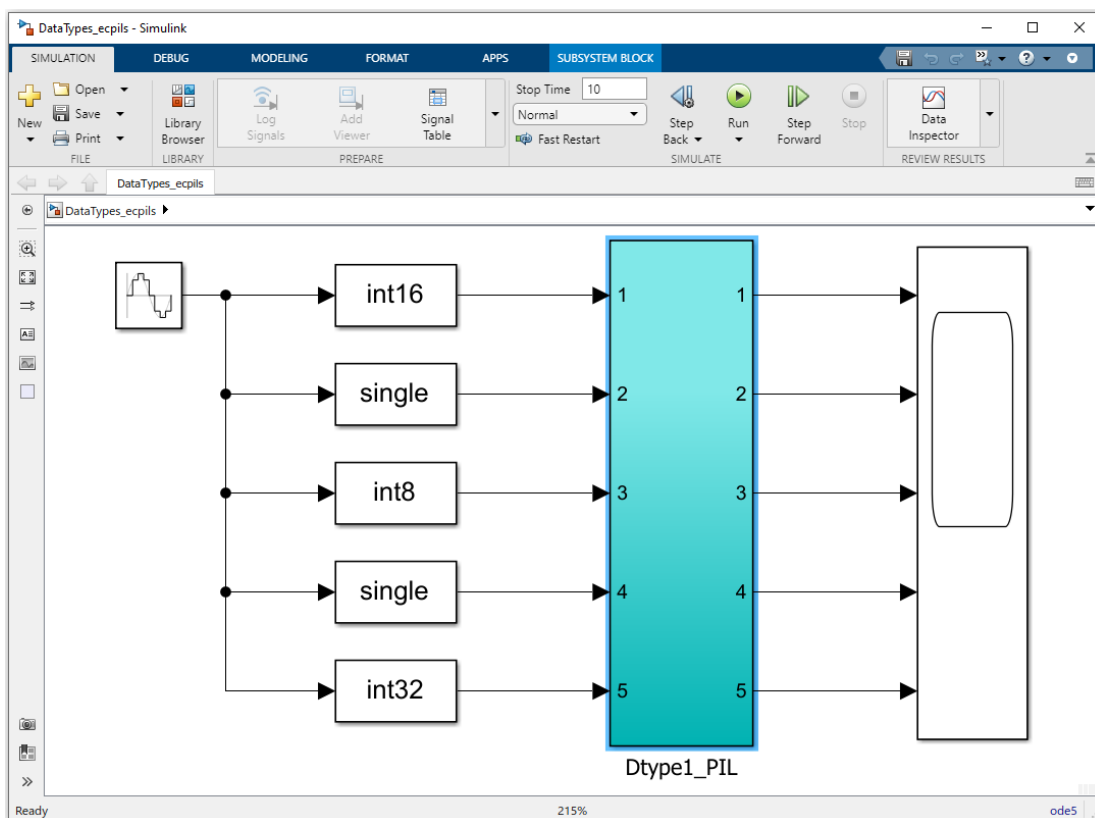 DataTypes_ecpils - Simulink
SIMULATION DEBUG MODELING FORMAT APPS SUBSYSTEM BLOCK
New
Open
Save
Print
FILE
Library
Browser
LIBRARY
Log
Signals
Add
Viewer
Signal
Table
PREPARE
Stop Time 10
Normal
Fast Restart
Step
Back
Run
Step
Forward
Stop
SIMULATE
Data
Inspector
REVIEW RESULTS
DataTypes_ecpils
DataTypes_ecpils
int16 1 1
single 2 2
int8 3 3
single 4 4
int32 5 5
Dtype1_PIL
Ready 215% ode5